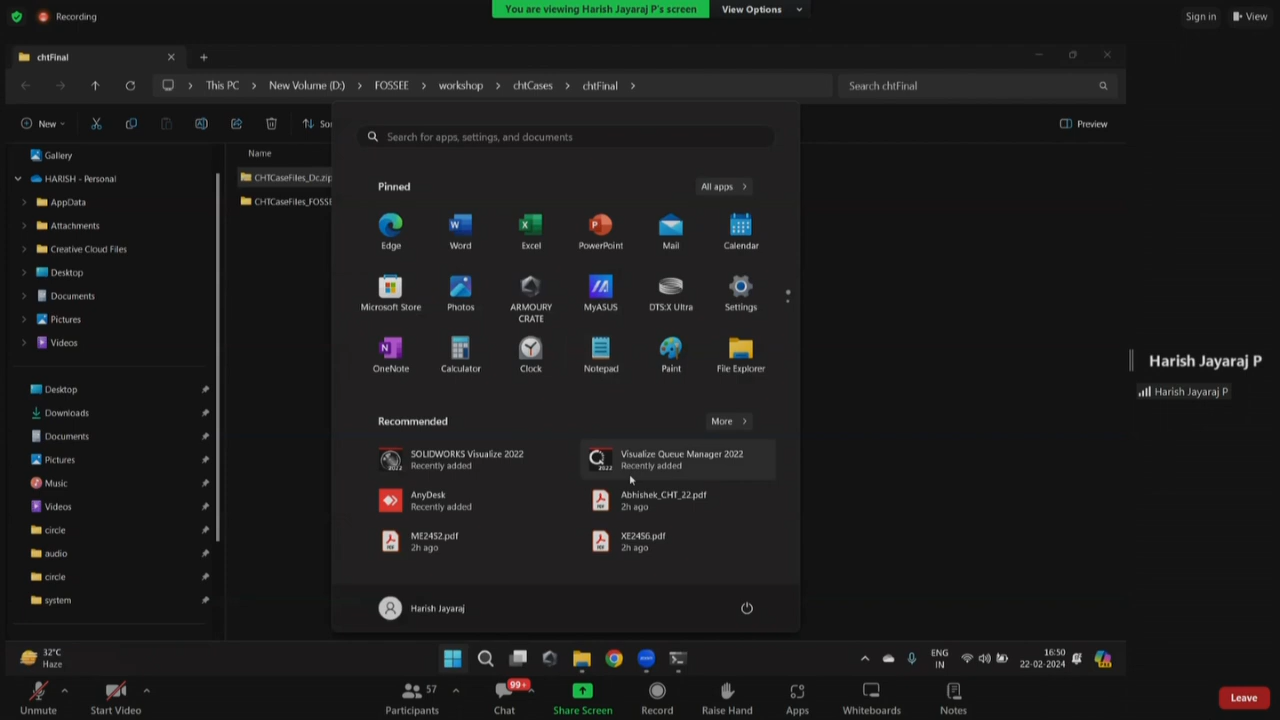 Recording
You are viewing Harish Jayaraj P's screen
View Options
Sign in
View
chtFinal
This PC
New Volume (D:)
FOSSEE
workshop
chtCases
chtFinal
Search chtFinal
New
Preview
Gallery
HARISH - Personal
AppData
Attachments
Creative Cloud Files
Desktop
Documents
Pictures
Videos
Desktop
Downloads
Documents
Pictures
Music
Videos
circle
audio
circle
system
Name
CHTCaseFiles_Dc.zip
CHTCaseFiles_FOSSE
Search for apps, settings, and documents
Pinned
All apps
Edge
Word
Excel
PowerPoint
Mail
Calendar
Microsoft Store
Photos
ARMOURY
CRATE
MyASUS
DTS:X Ultra
Settings
OneNote
Calculator
Clock
Notepad
Paint
File Explorer
Recommended
More
SOLIDWORKS Visualize 2022
Recently added
Visualize Queue Manager 2022
Recently added
AnyDesk
Recently added
Abhishek_CHT_22.pdf
2h ago
ME24S2.pdf
2h ago
XE24S6.pdf
2h ago
Harish Jayaraj
Harish Jayaraj P
Harish Jayaraj P
32°C
Haze
ENG
IN
16:50
22-02-2024
Unmute
Start Video
57
Participants
99+
Chat
Share Screen
Record
Raise Hand
Apps
Whiteboards
Notes
Leave